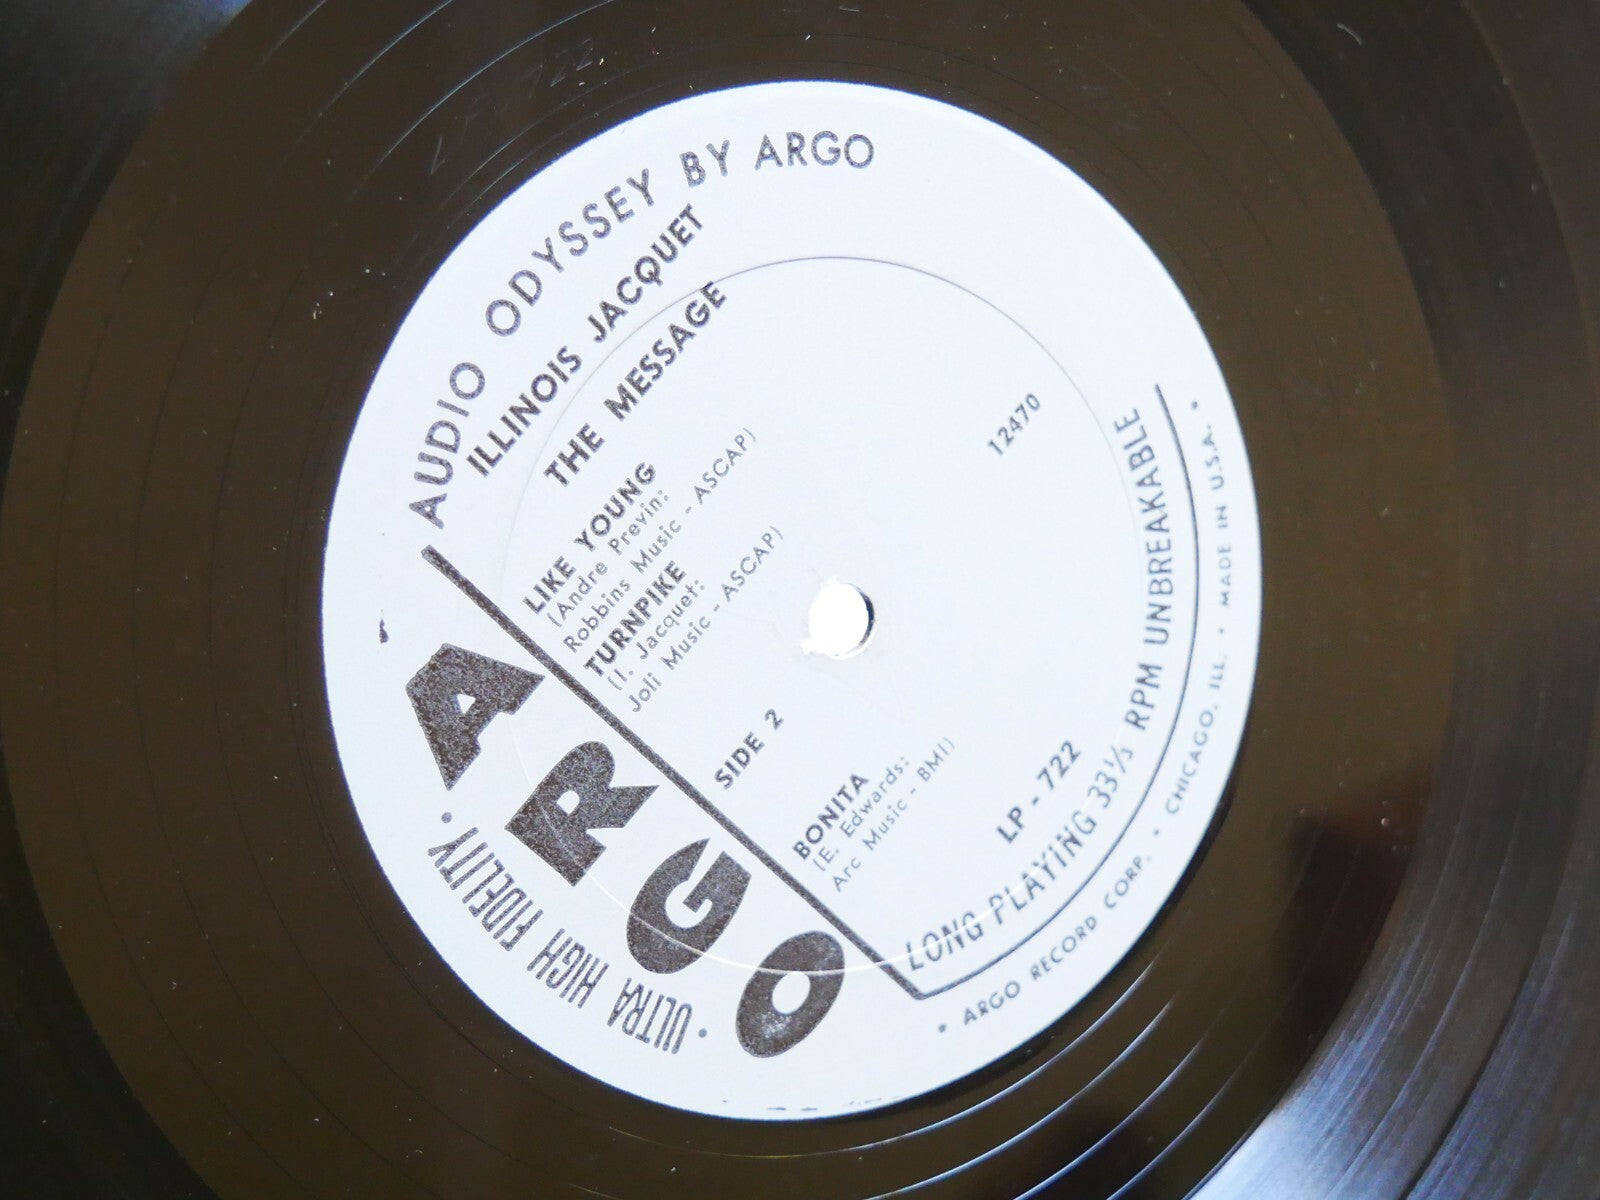 AUDIO ODYSSEY BY ARGO
ILLINOIS JACQUET
THE MESSAGE
LIKE YOUNG
(Andre Previn:
Robbins Music - ASCAP)
TURNPIKE
(I. Jacquet:
Joli Music - ASCAP)
12470
SIDE 2
BONITA
(E. Edwards:
Arc Music - BMI)
LP - 722
LONG PLAYING 33⅓ RPM UNBREAKABLE
• ARGO RECORD CORP. • CHICAGO, ILL. • MADE IN U.S.A. •
ARGO
• ULTRA HIGH FIDELITY •